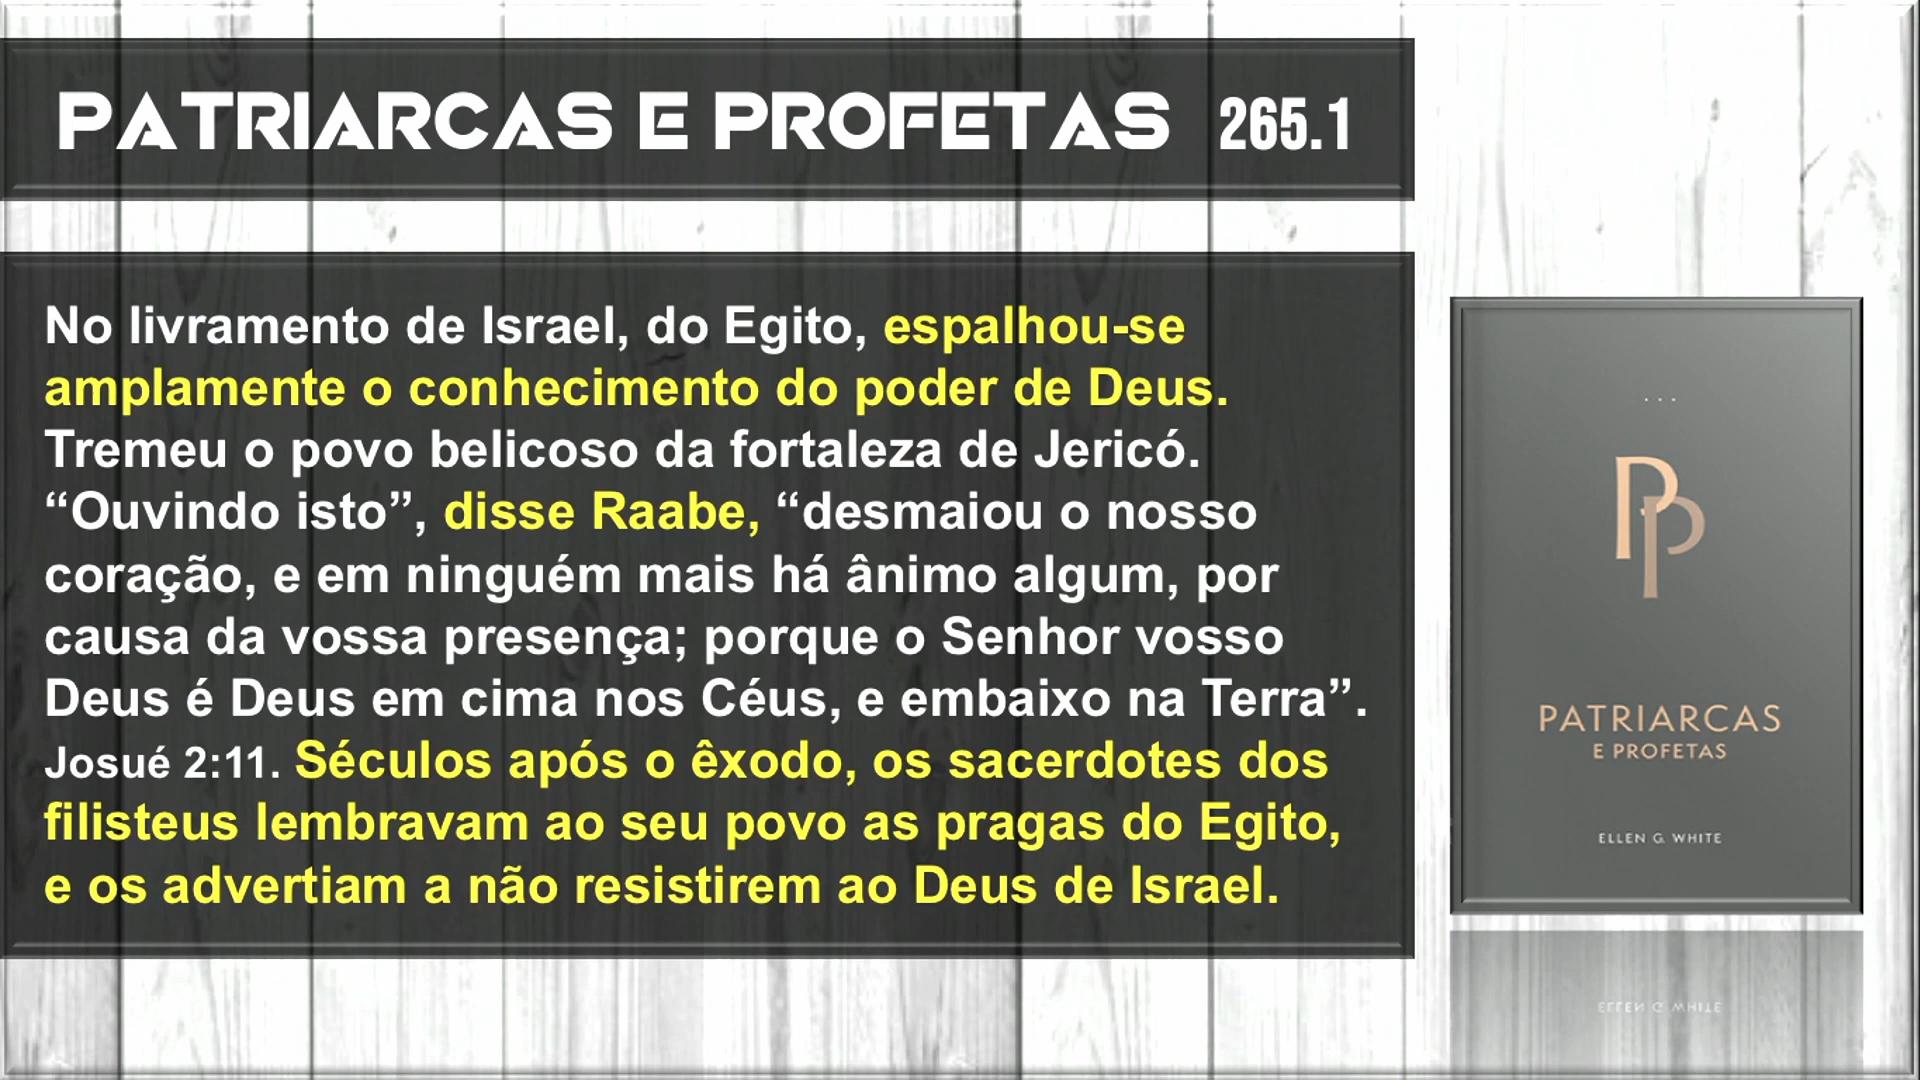 PATRIARCAS E PROFETAS 265.1
No livramento de Israel, do Egito, espalhou-se
amplamente o conhecimento do poder de Deus.
Tremeu o povo belicoso da fortaleza de Jericó.
“Ouvindo isto”, disse Raabe, “desmaiou o nosso
coração, e em ninguém mais há ânimo algum, por
causa da vossa presença; porque o Senhor vosso
Deus é Deus em cima nos Céus, e embaixo na Terra”.
Josué 2:11. Séculos após o êxodo, os sacerdotes dos
filisteus lembravam ao seu povo as pragas do Egito,
e os advertiam a não resistirem ao Deus de Israel.
...
PP
PATRIARCAS
E PROFETAS
ELLEN G. WHITE
ELLEN G. WHITE